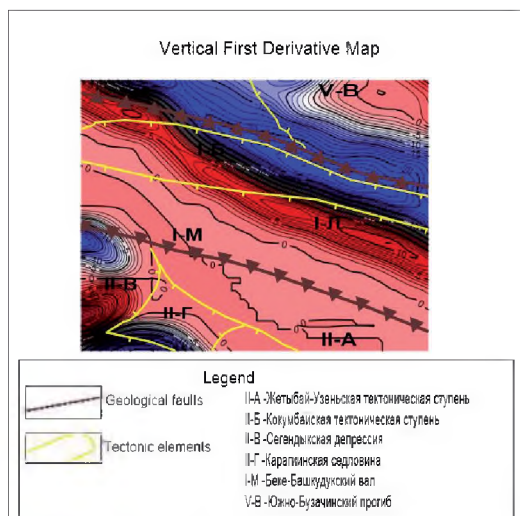 Vertical First Derivative Map
V-В
I-Л
I-М
II-В
II-Г
II-А
Legend
Geological faults
Tectonic elements
II-А -Жетыбай-Узеньская тектоническая ступень
II-Б -Кокумбайская тектоническая ступень
II-В -Сегендыкская депрессия
II-Г -Карагкинская седловина
I-М -Беке-Башкудукский вал
V-В -Южно-Бузачинский прогиб